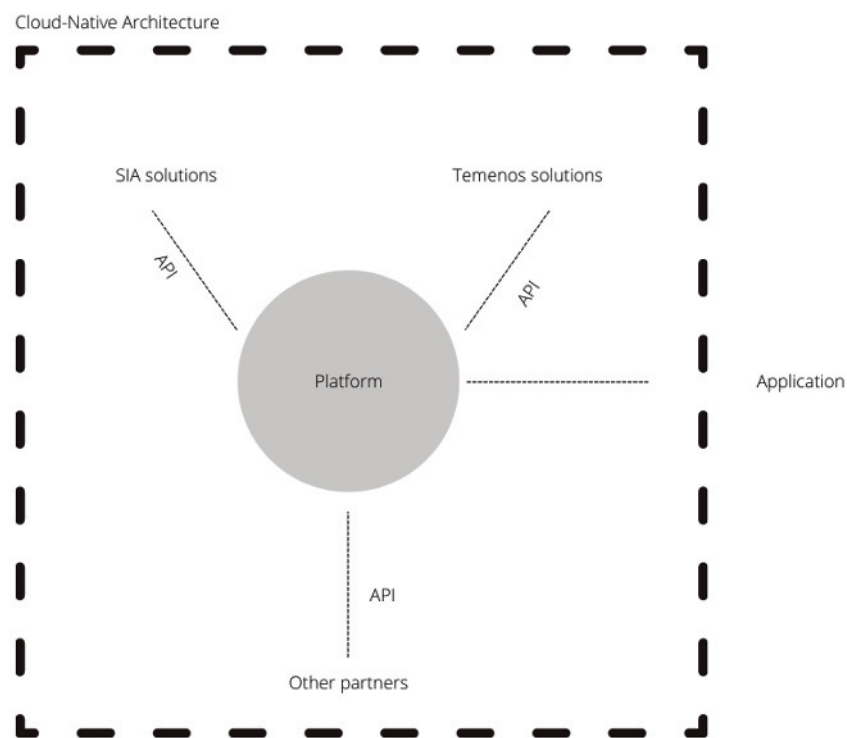 Cloud-Native Architecture
SIA solutions
Temenos solutions
API
API
Platform
Application
API
Other partners